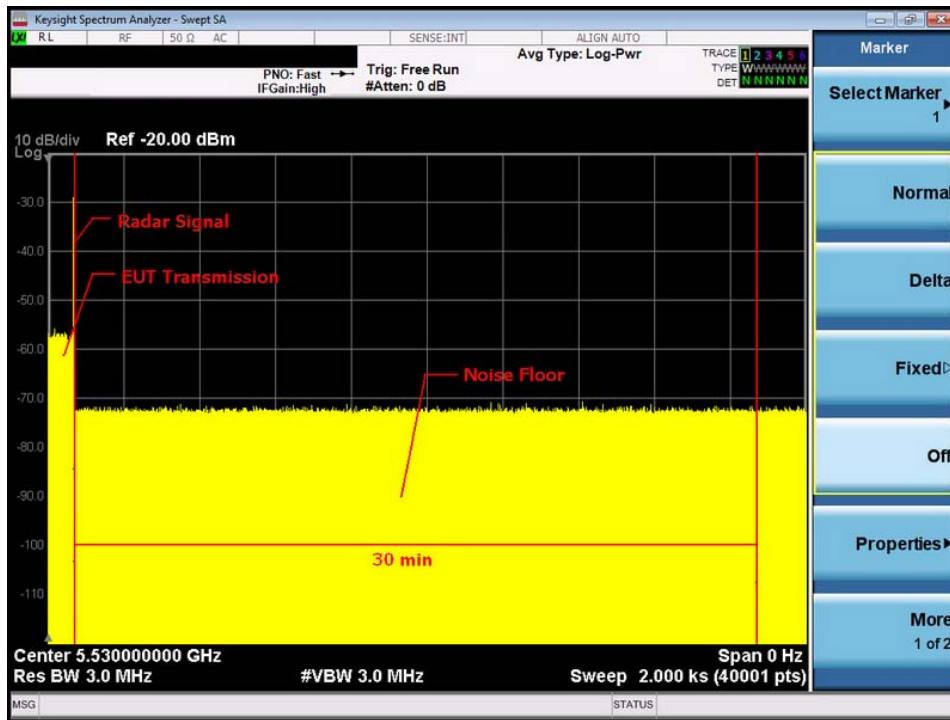 Keysight Spectrum Analyzer - Swept SA
LXI RL RF 50 Ω AC SENSE:INT ALIGN AUTO
PNO: Fast
IFGain:High
Trig: Free Run
#Atten: 0 dB
Avg Type: Log-Pwr
TRACE 1 2 3 4 5 6
TYPE WWWWWW
DET N N N N N N
10 dB/div Ref -20.00 dBm
Log
-30.0
-40.0
-50.0
-60.0
-70.0
-80.0
-90.0
-100
-110
Radar Signal
EUT Transmission
Noise Floor
30 min
Center 5.530000000 GHz Span 0 Hz
Res BW 3.0 MHz #VBW 3.0 MHz Sweep 2.000 ks (40001 pts)
MSG STATUS
Marker
Select Marker
1
Normal
Delta
Fixed
Off
Properties
More
1 of 2